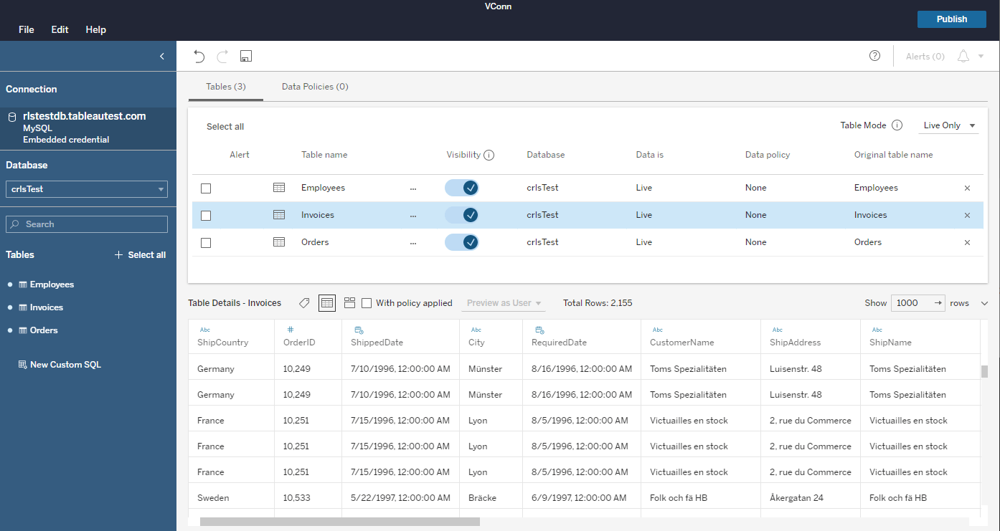 VConn
Publish
File Edit Help
Alerts (0)
Connection
rlstestdb.tableautest.com
MySQL
Embedded credential
Database
crlsTest
Search
Tables
Select all
Employees
Invoices
Orders
New Custom SQL
Tables (3) Data Policies (0)
Select all Table Mode Live Only
Alert Table name Visibility Database Data is Data policy Original table name
Employees ... crlsTest Live None Employees
Invoices ... crlsTest Live None Invoices
Orders ... crlsTest Live None Orders
Table Details - Invoices With policy applied Preview as User Total Rows: 2,155 Show 1000 rows
Abc # Abc Abc Abc Abc
ShipCountry OrderID ShippedDate City RequiredDate CustomerName ShipAddress ShipName
Germany 10,249 7/10/1996, 12:00:00 AM Münster 8/16/1996, 12:00:00 AM Toms Spezialitäten Luisenstr. 48 Toms Spezialitäten
Germany 10,249 7/10/1996, 12:00:00 AM Münster 8/16/1996, 12:00:00 AM Toms Spezialitäten Luisenstr. 48 Toms Spezialitäten
France 10,251 7/15/1996, 12:00:00 AM Lyon 8/5/1996, 12:00:00 AM Victuailles en stock 2, rue du Commerce Victuailles en stock
France 10,251 7/15/1996, 12:00:00 AM Lyon 8/5/1996, 12:00:00 AM Victuailles en stock 2, rue du Commerce Victuailles en stock
France 10,251 7/15/1996, 12:00:00 AM Lyon 8/5/1996, 12:00:00 AM Victuailles en stock 2, rue du Commerce Victuailles en stock
Sweden 10,533 5/22/1997, 12:00:00 AM Bräcke 6/9/1997, 12:00:00 AM Folk och fä HB Åkergatan 24 Folk och fä HB